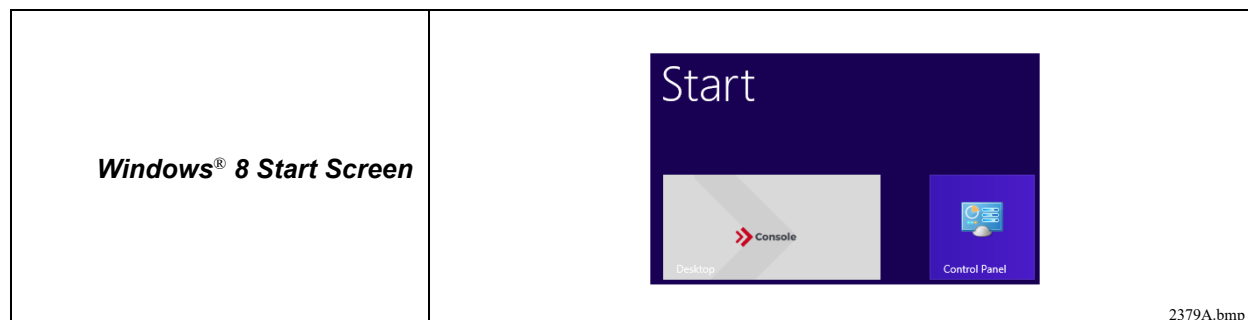 Windows® 8 Start Screen
Start
Console
Desktop
Control Panel
2379A.bmp